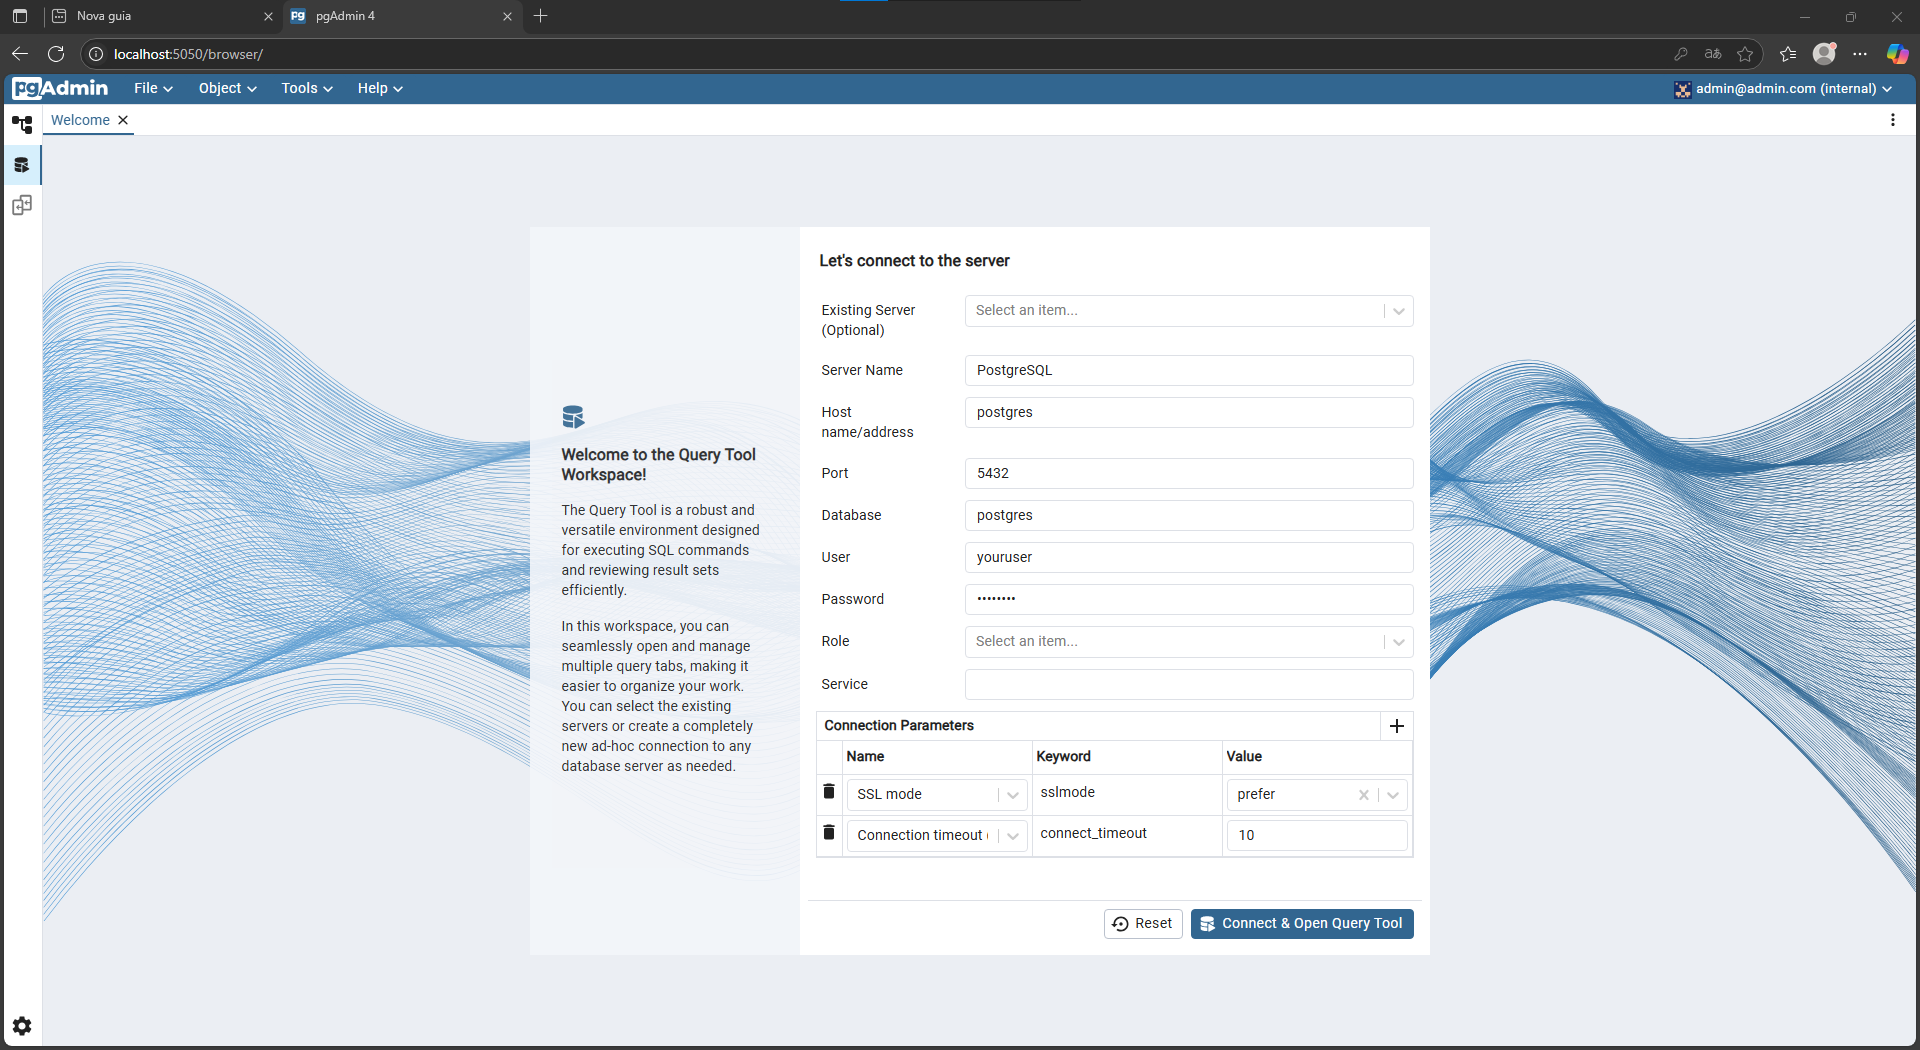 Nova guia
pgAdmin 4
localhost:5050/browser/
pgAdmin
File
Object
Tools
Help
admin@admin.com (internal)
Welcome
Welcome to the Query Tool
Workspace!
The Query Tool is a robust and
versatile environment designed
for executing SQL commands
and reviewing result sets
efficiently.
In this workspace, you can
seamlessly open and manage
multiple query tabs, making it
easier to organize your work.
You can select the existing
servers or create a completely
new ad-hoc connection to any
database server as needed.
Let's connect to the server
Existing Server
(Optional)
Select an item...
Server Name
PostgreSQL
Host
name/address
postgres
Port
5432
Database
postgres
User
youruser
Password
••••••••
Role
Select an item...
Service
Connection Parameters
Name Keyword Value
SSL mode sslmode prefer
Connection timeout connect_timeout 10
Reset
Connect & Open Query Tool